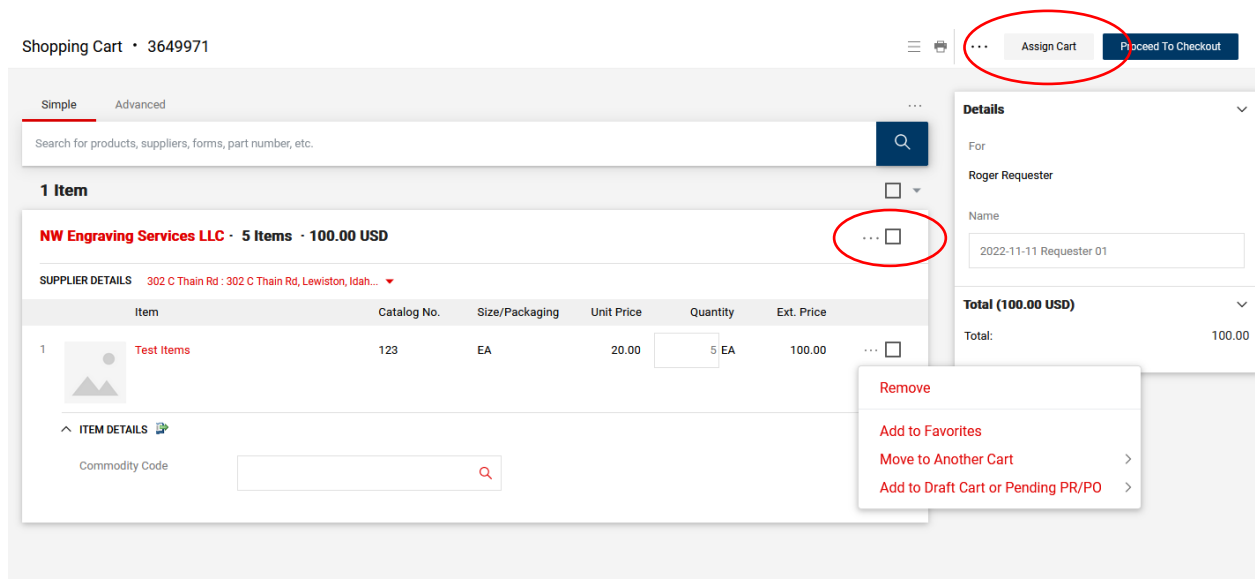 Shopping Cart • 3649971
... Assign Cart Proceed To Checkout
Simple Advanced ...
Search for products, suppliers, forms, part number, etc.
1 Item
NW Engraving Services LLC · 5 Items · 100.00 USD ...
SUPPLIER DETAILS 302 C Thain Rd : 302 C Thain Rd, Lewiston, Idah...
Item Catalog No. Size/Packaging Unit Price Quantity Ext. Price
1 Test Items 123 EA 20.00 5 EA 100.00 ...
ITEM DETAILS
Commodity Code
Remove
Add to Favorites
Move to Another Cart
Add to Draft Cart or Pending PR/PO
Details
For
Roger Requester
Name
2022-11-11 Requester 01
Total (100.00 USD)
Total: 100.00